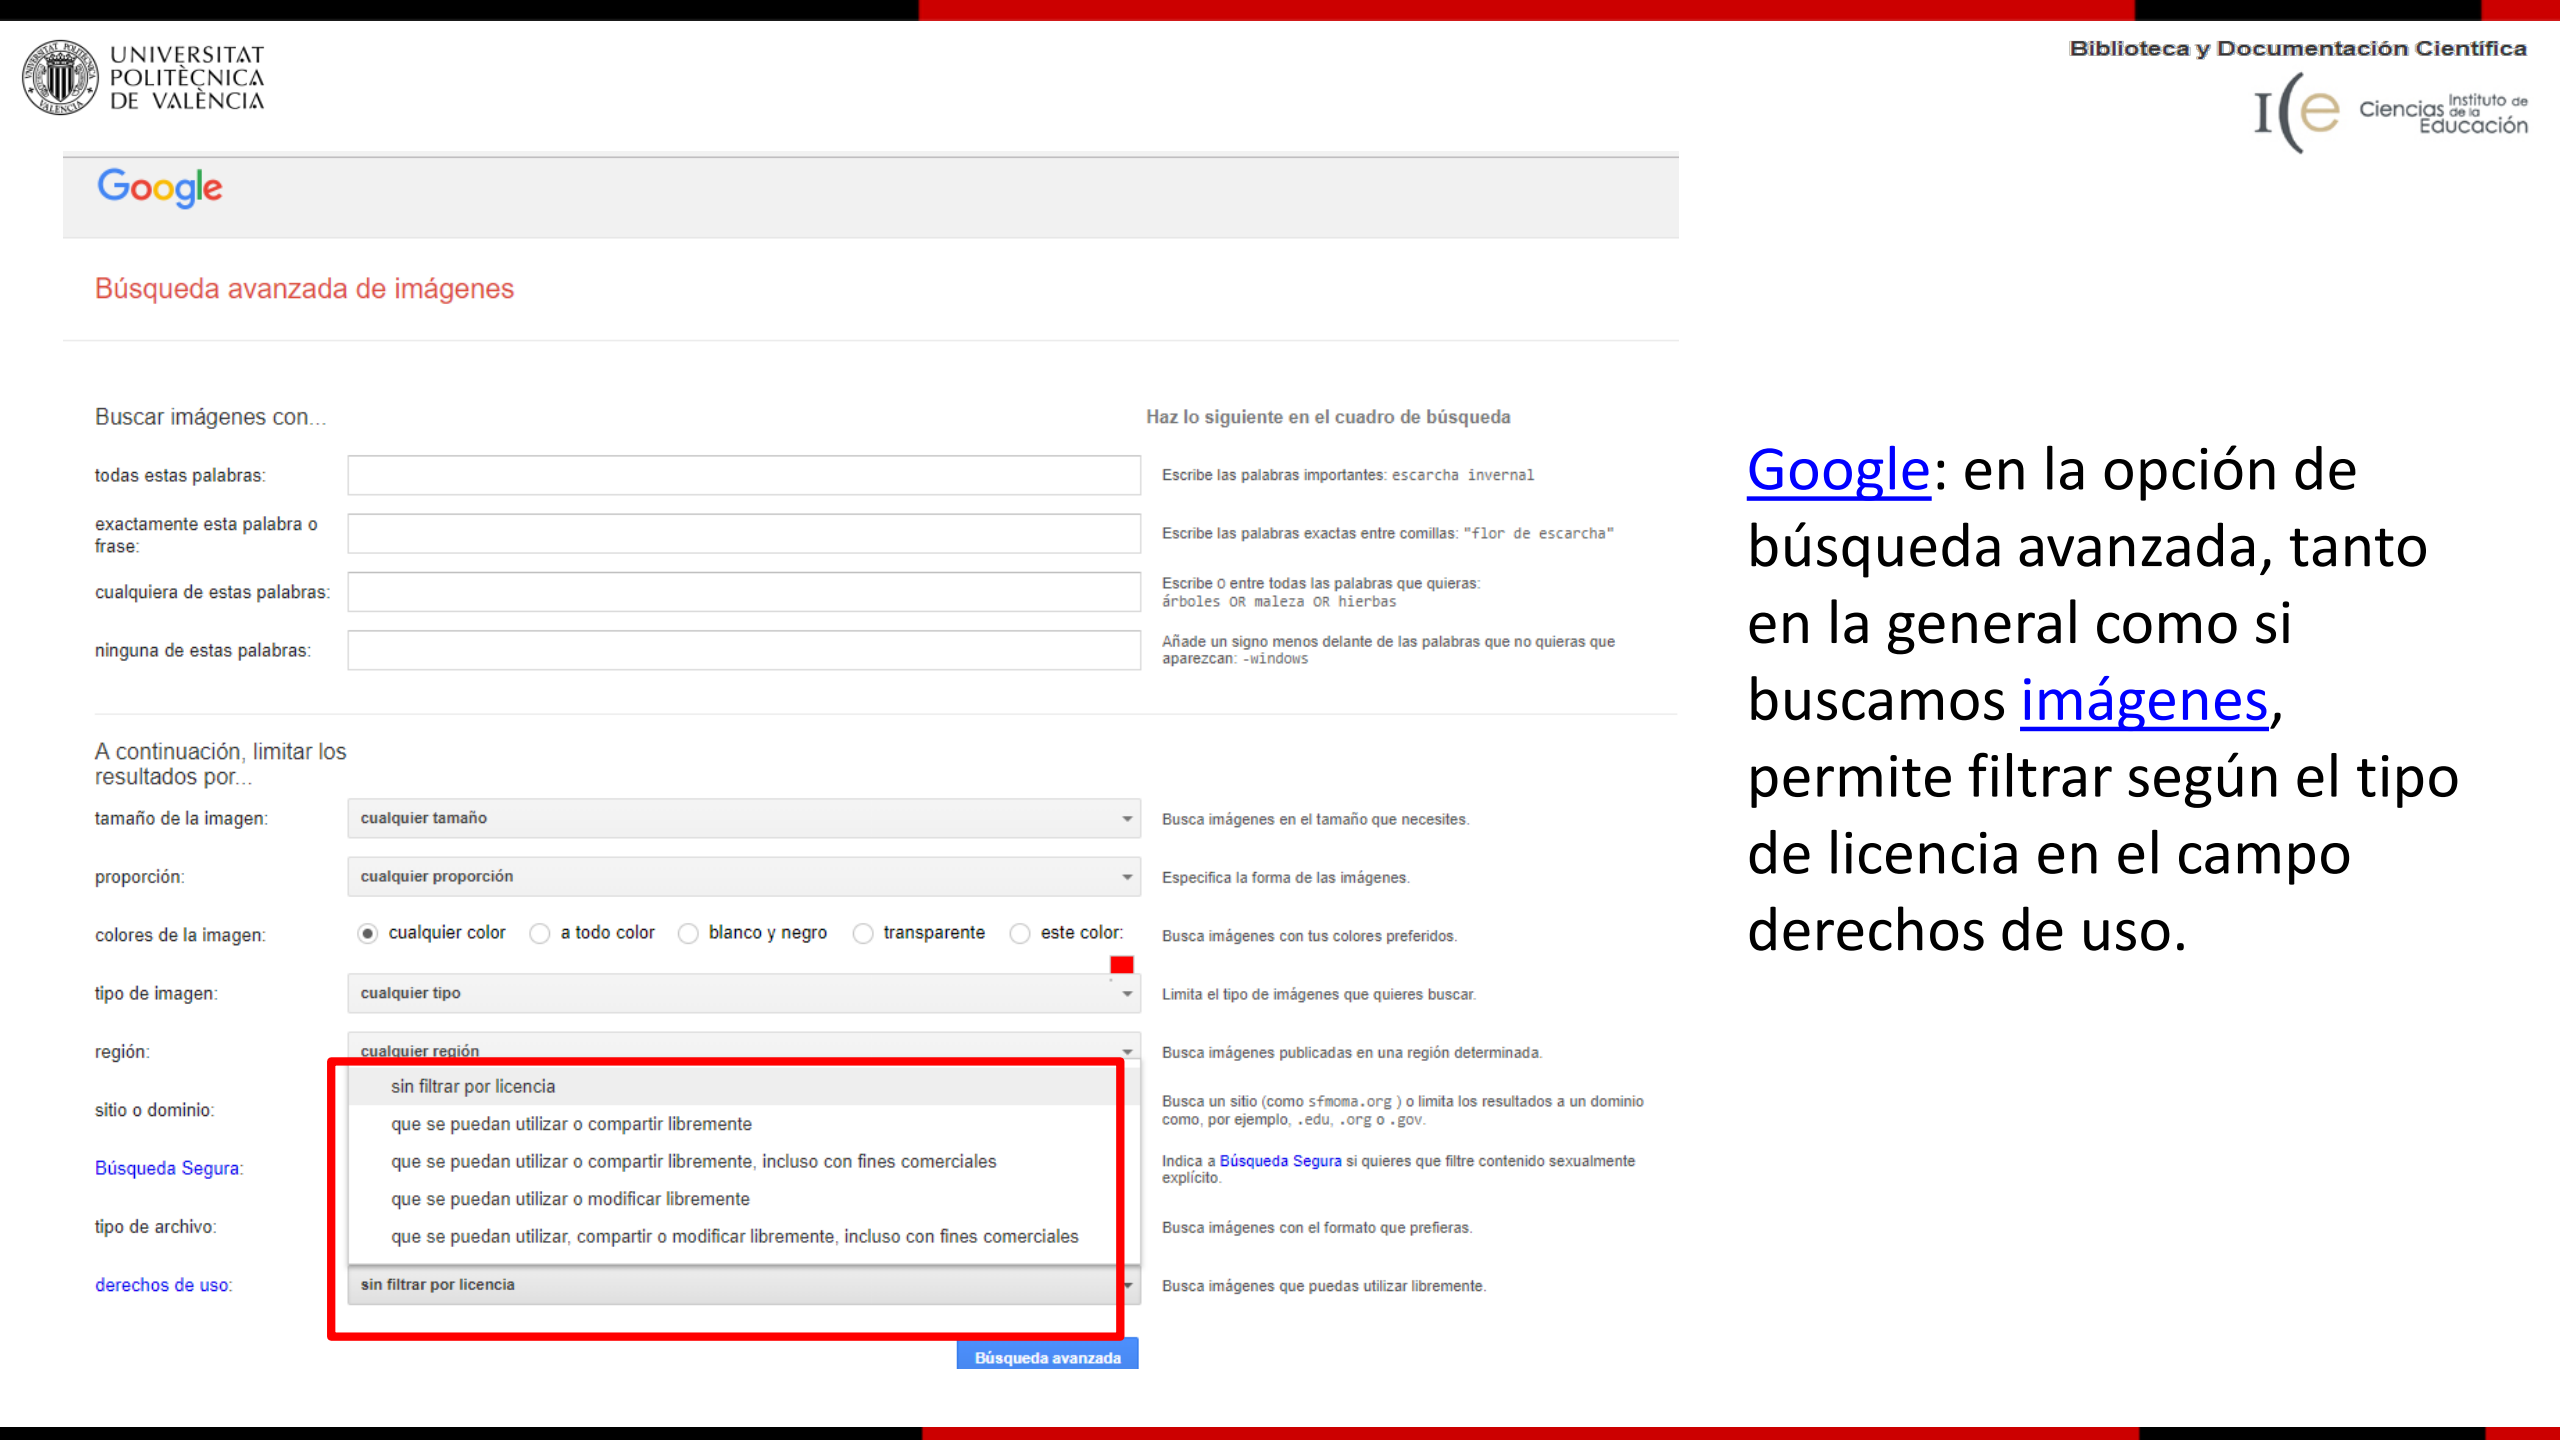 UNIVERSITAT
POLITÈCNICA
DE VALÈNCIA
Biblioteca y Documentación Científica
Ice
Instituto de
Ciencias de la
Educación
Google
Búsqueda avanzada de imágenes
Buscar imágenes con...
Haz lo siguiente en el cuadro de búsqueda
todas estas palabras:
Escribe las palabras importantes: escarcha invernal
exactamente esta palabra o
frase:
Escribe las palabras exactas entre comillas: "flor de escarcha"
cualquiera de estas palabras:
Escribe O entre todas las palabras que quieras:
árboles OR maleza OR hierbas
ninguna de estas palabras:
Añade un signo menos delante de las palabras que no quieras que
aparezcan: -windows
A continuación, limitar los
resultados por...
tamaño de la imagen:
cualquier tamaño
Busca imágenes en el tamaño que necesites.
proporción:
cualquier proporción
Especifica la forma de las imágenes.
colores de la imagen:
cualquier color a todo color blanco y negro transparente este color:
Busca imágenes con tus colores preferidos.
tipo de imagen:
cualquier tipo
Limita el tipo de imágenes que quieres buscar.
región:
cualquier región
Busca imágenes publicadas en una región determinada.
sin filtrar por licencia
sitio o dominio:
Busca un sitio (como sfmoma.org ) o limita los resultados a un dominio
como, por ejemplo, .edu, .org o .gov.
que se puedan utilizar o compartir libremente
que se puedan utilizar o compartir libremente, incluso con fines comerciales
Búsqueda Segura:
Indica a Búsqueda Segura si quieres que filtre contenido sexualmente
explícito.
que se puedan utilizar o modificar libremente
tipo de archivo:
Busca imágenes con el formato que prefieras.
que se puedan utilizar, compartir o modificar libremente, incluso con fines comerciales
derechos de uso:
sin filtrar por licencia
Busca imágenes que puedas utilizar libremente.
Búsqueda avanzada
Google: en la opción de
búsqueda avanzada, tanto
en la general como si
buscamos imágenes,
permite filtrar según el tipo
de licencia en el campo
derechos de uso.